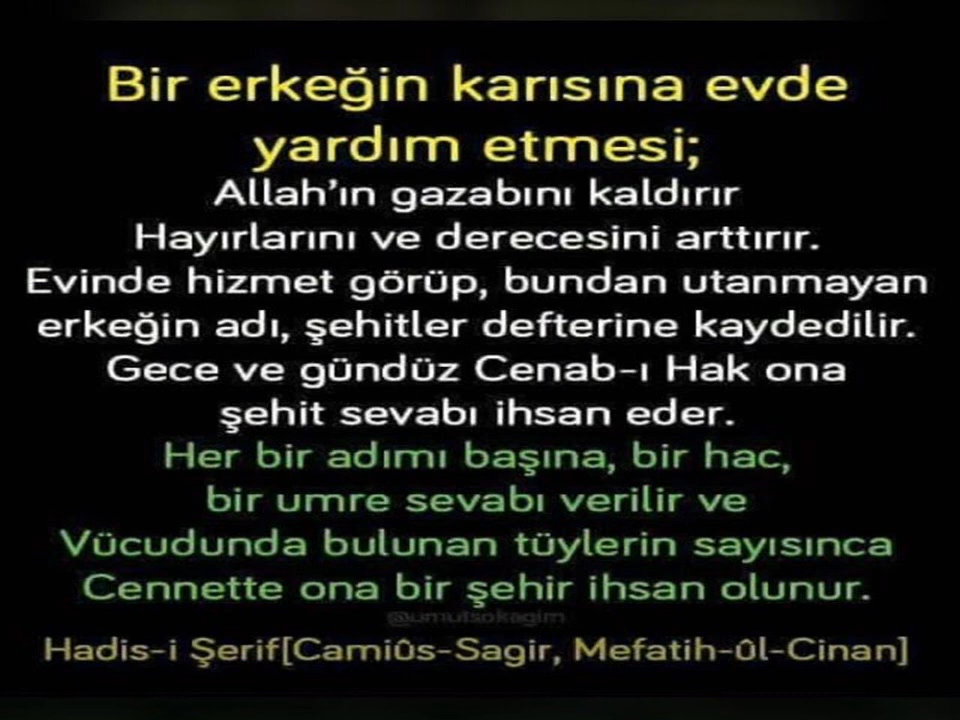 Bir erkeğin karısına evde
yardım etmesi;
Allah'ın gazabını kaldırır
Hayırlarını ve derecesini arttırır.
Evinde hizmet görüp, bundan utanmayan
erkeğin adı, şehitler defterine kaydedilir.
Gece ve gündüz Cenab-ı Hak ona
şehit sevabı ihsan eder.
Her bir adımı başına, bir hac,
bir umre sevabı verilir ve
Vücudunda bulunan tüylerin sayısınca
Cennette ona bir şehir ihsan olunur.
@umutsokagim
Hadis-i Şerif[Camiûs-Sagir, Mefatih-ûl-Cinan]